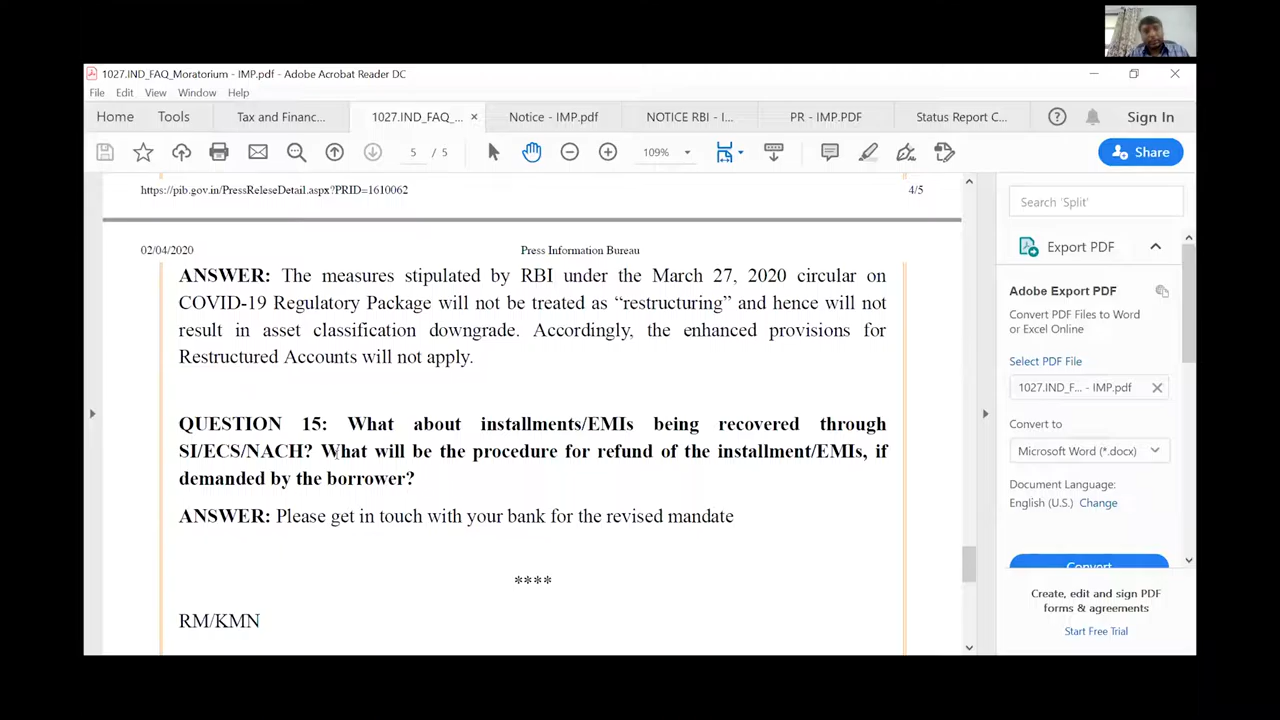 1027.IND_FAQ_Moratorium - IMP.pdf - Adobe Acrobat Reader DC
File Edit View Window Help
Home Tools Tax and Financ... 1027.IND_FAQ_... × Notice - IMP.pdf NOTICE RBI - I... PR - IMP.PDF Status Report C... Sign In
5 / 5 109% Share
https://pib.gov.in/PressReleseDetail.aspx?PRID=1610062 4/5
02/04/2020 Press Information Bureau
ANSWER: The measures stipulated by RBI under the March 27, 2020 circular on
COVID-19 Regulatory Package will not be treated as “restructuring” and hence will not
result in asset classification downgrade. Accordingly, the enhanced provisions for
Restructured Accounts will not apply.
QUESTION 15: What about installments/EMIs being recovered through
SI/ECS/NACH? What will be the procedure for refund of the installment/EMIs, if
demanded by the borrower?
ANSWER: Please get in touch with your bank for the revised mandate
****
RM/KMN
Search 'Split'
Export PDF
Adobe Export PDF
Convert PDF Files to Word
or Excel Online
Select PDF File
1027.IND_F... - IMP.pdf
Convert to
Microsoft Word (*.docx)
Document Language:
English (U.S.) Change
Convert
Create, edit and sign PDF
forms & agreements
Start Free Trial